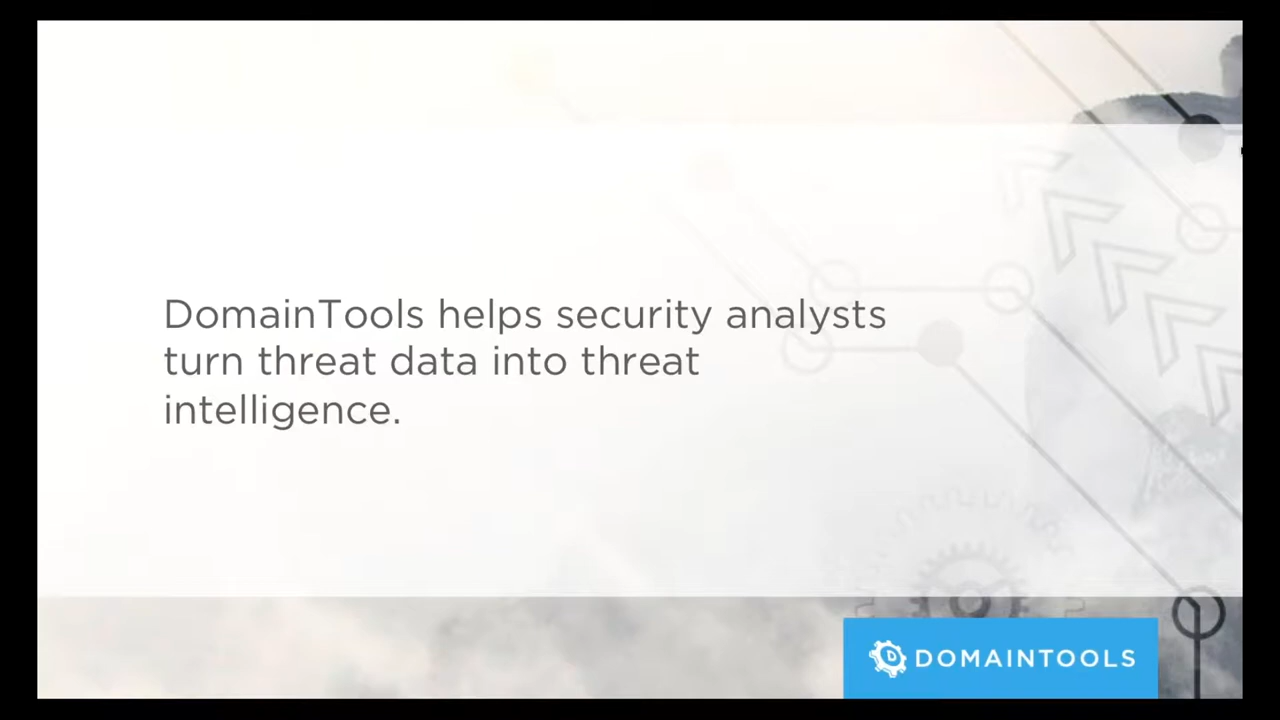 DomainTools helps security analysts
turn threat data into threat
intelligence.
DOMAINTOOLS